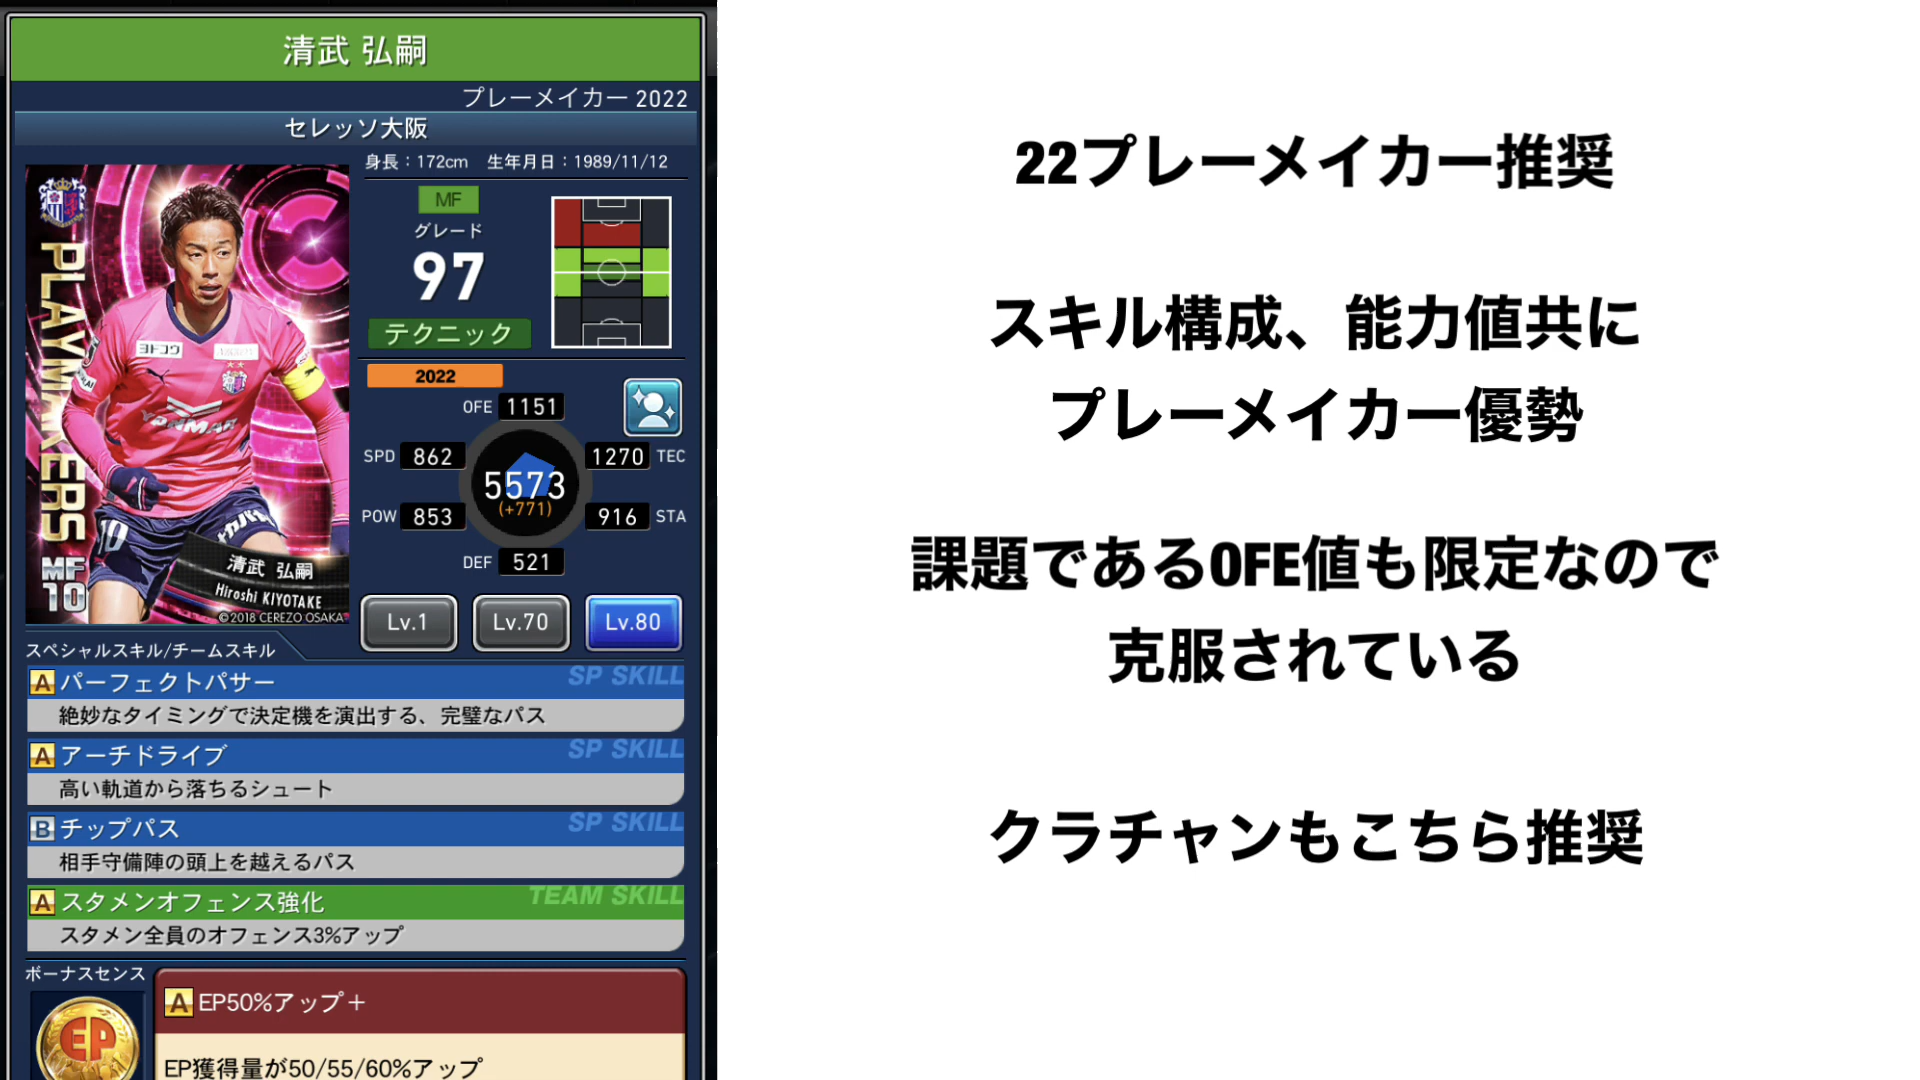 清武 弘嗣
プレーメイカー 2022
セレッソ大阪
身長：172cm 生年月日：1989/11/12
MF
グレード
97
テクニック
2022
OFE 1151
SPD 862
1270 TEC
5573
(+771)
POW 853
916 STA
DEF 521
Lv.1 Lv.70 Lv.80
PLAYMAKERS
ヨドコウ
YANMAR
10
MF
10
清武 弘嗣
Hiroshi KIYOTAKE
©2018 CEREZO OSAKA
スペシャルスキル/チームスキル
A パーフェクトパサー SP SKILL
絶妙なタイミングで決定機を演出する、完璧なパス
A アーチドライブ SP SKILL
高い軌道から落ちるシュート
B チップパス SP SKILL
相手守備陣の頭上を越えるパス
A スタメンオフェンス強化 TEAM SKILL
スタメン全員のオフェンス3%アップ
ボーナスセンス
EP
A EP50%アップ＋
EP獲得量が50/55/60%アップ
22プレーメイカー推奨
スキル構成、能力値共に
プレーメイカー優勢
課題であるOFE値も限定なので
克服されている
クラチャンもこちら推奨